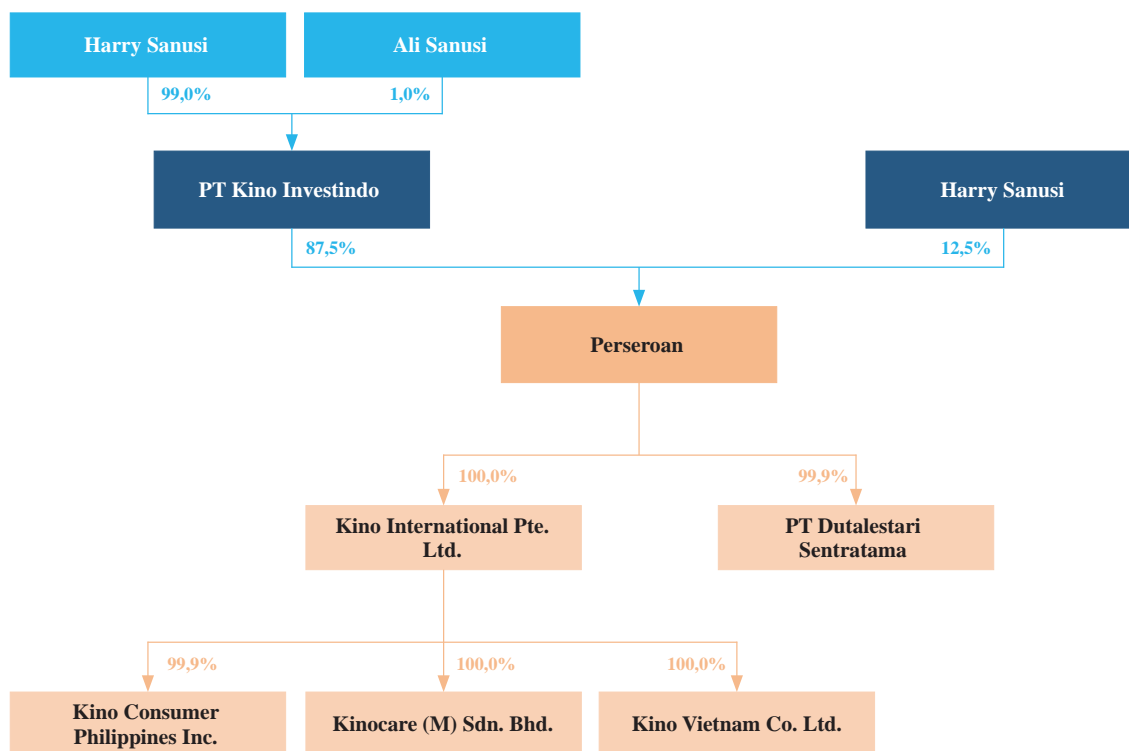 Harry Sanusi
Ali Sanusi
99,0%
1,0%
PT Kino Investindo
Harry Sanusi
87,5%
12,5%
Perseroan
100,0%
99,9%
Kino International Pte.
Ltd.
PT Dutalestari
Sentratama
99,9%
100,0%
100,0%
Kino Consumer
Philippines Inc.
Kinocare (M) Sdn. Bhd.
Kino Vietnam Co. Ltd.